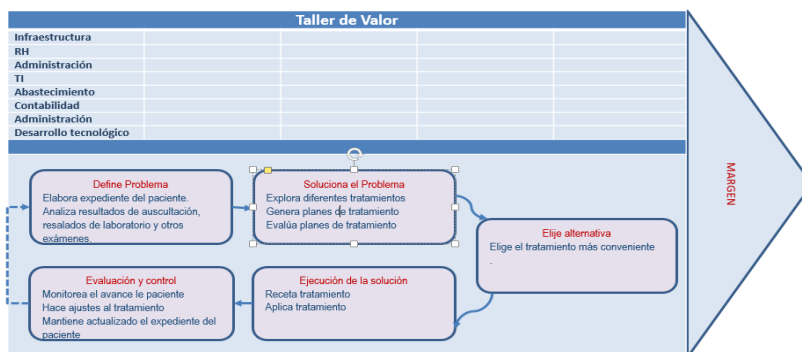 Taller de Valor
Infraestructura
RH
Administración
TI
Abastecimiento
Contabilidad
Administración
Desarrollo tecnológico
Define Problema
Elabora expediente del paciente.
Analiza resultados de auscultación,
resalados de laboratorio y otros
exámenes.
Soluciona el Problema
Explora diferentes tratamientos
Genera planes de tratamiento
Evalúa planes de tratamiento
Elije alternativa
Elige el tratamiento más conveniente
.
Evaluación y control
Monitorea el avance le paciente
Hace ajustes al tratamiento
Mantiene actualizado el expediente del
paciente
Ejecución de la solución
Receta tratamiento
Aplica tratamiento
MARGEN